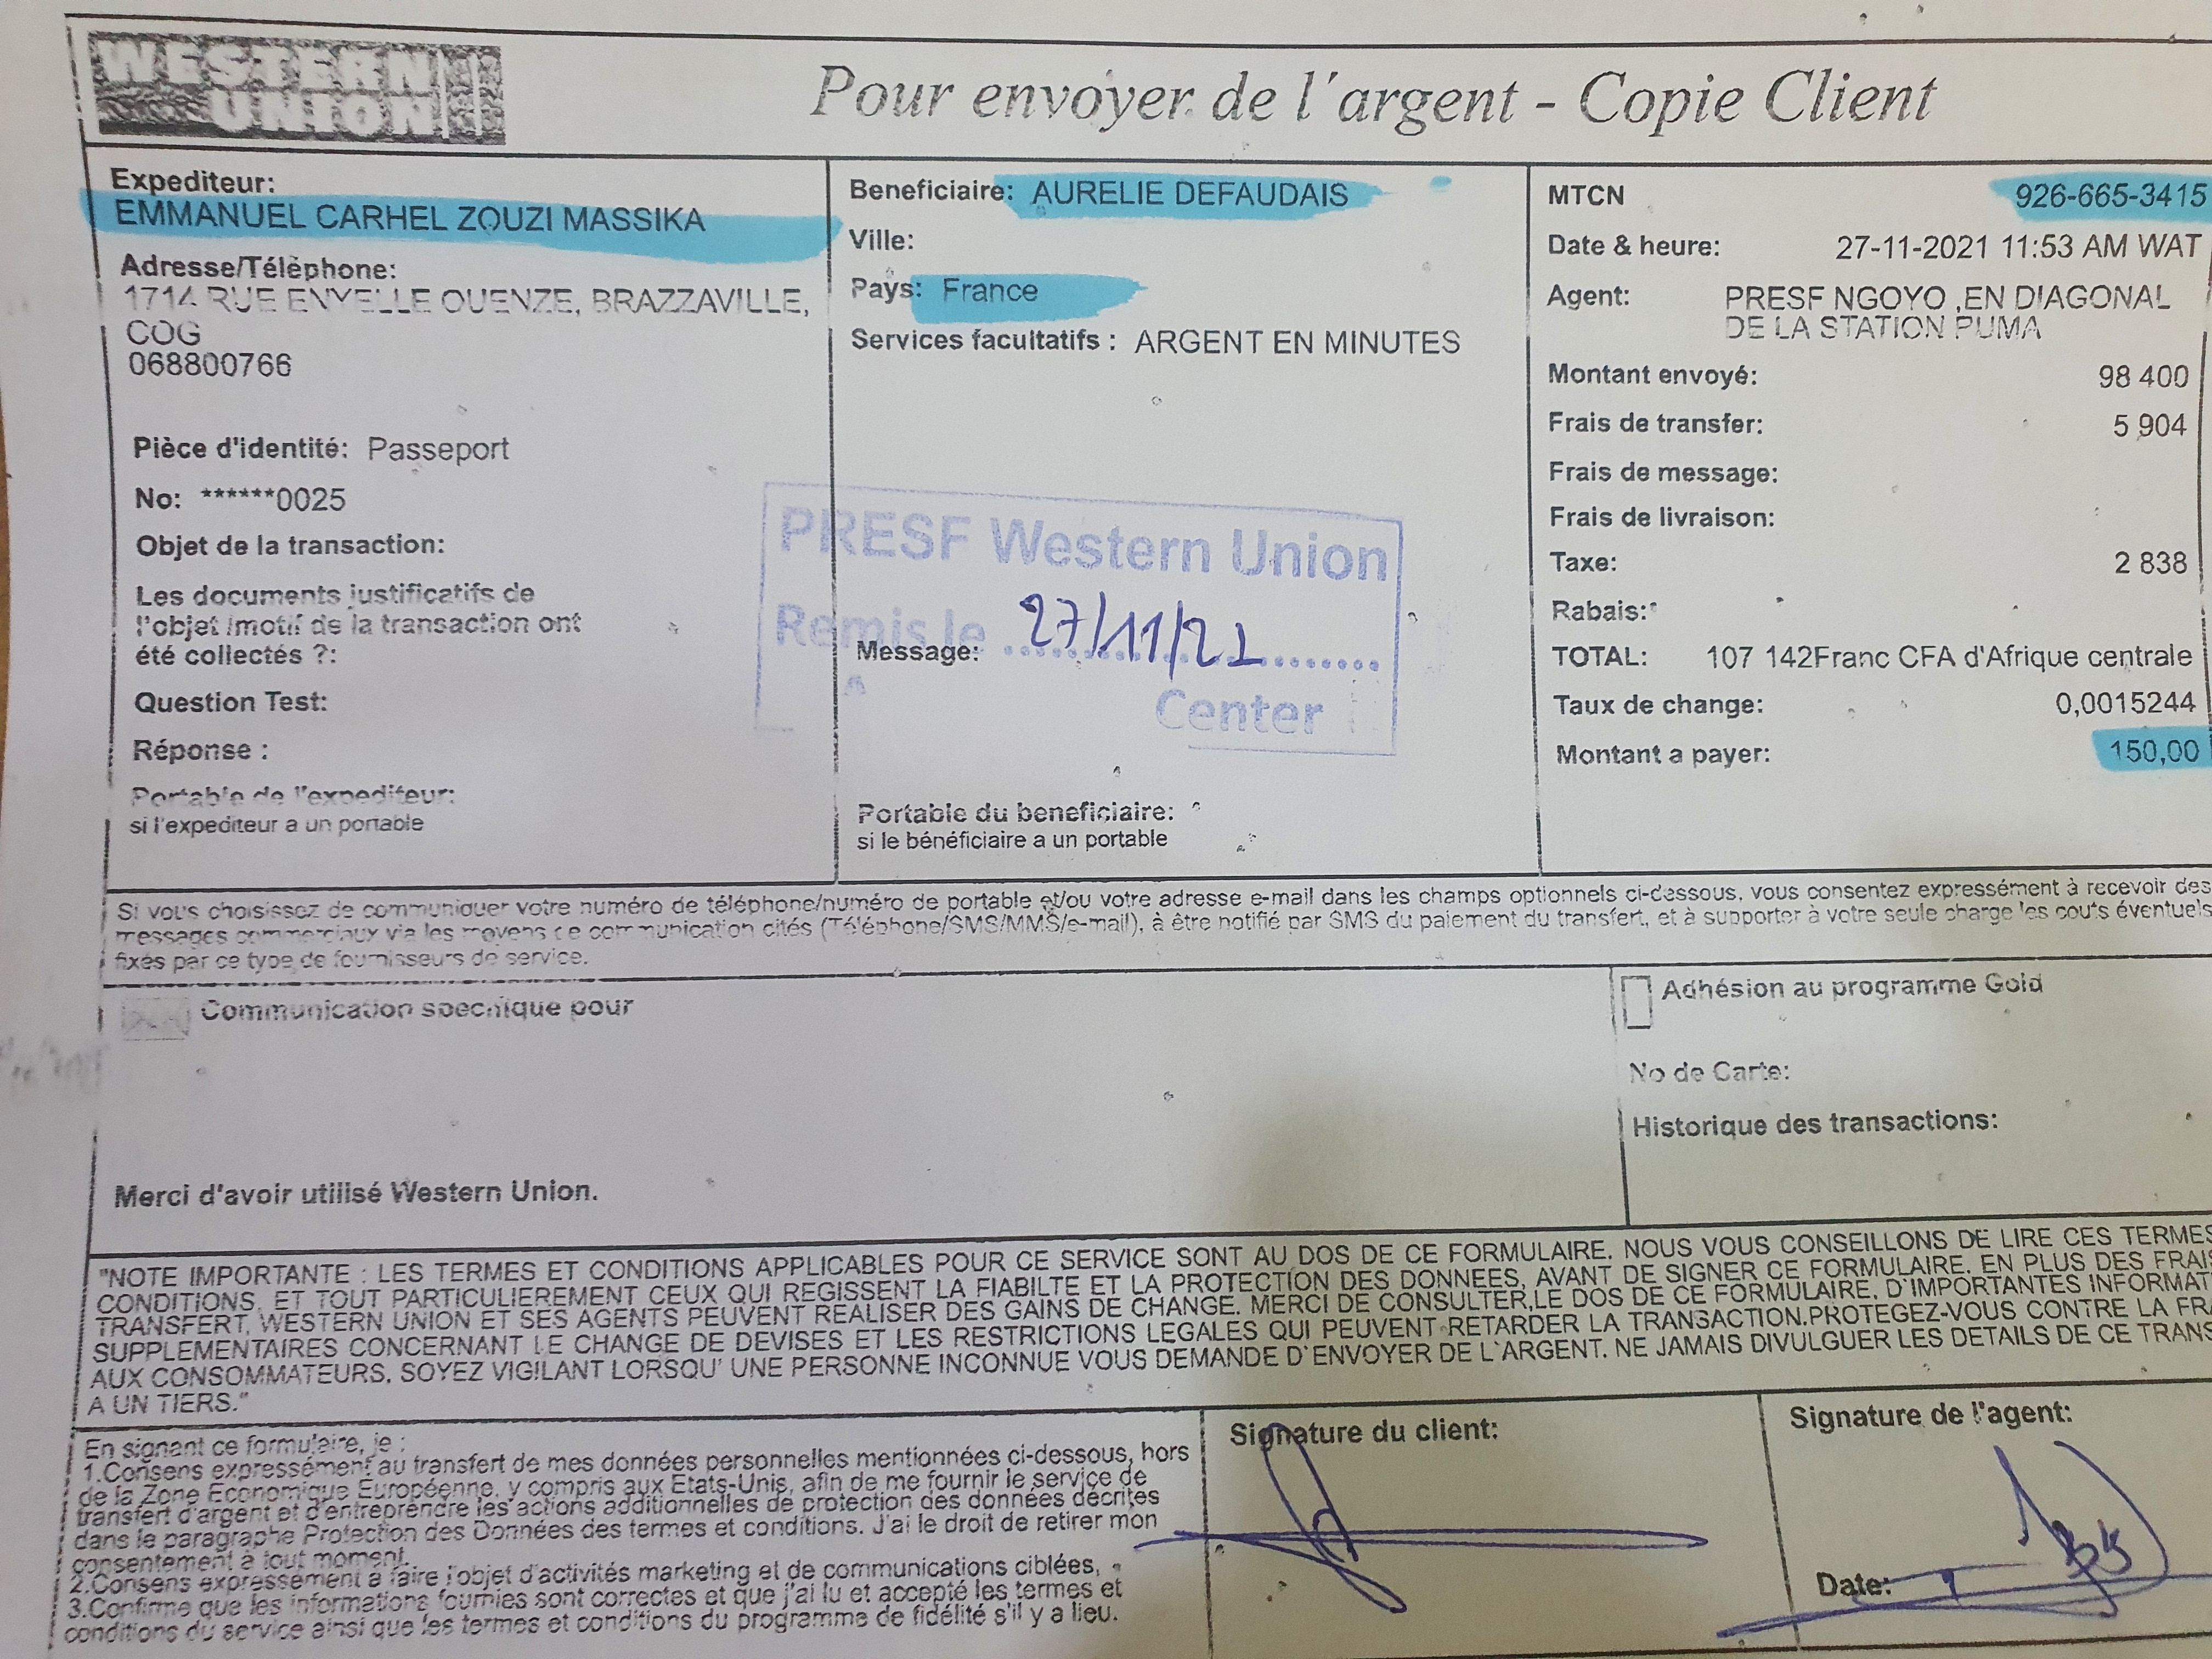 WESTERN
UNION
Pour envoyer de l'argent - Copie Client
Expediteur:
EMMANUEL CARHEL ZOUZI MASSIKA
Adresse/Téléphone:
1714 RUE ENYELLE OUENZE, BRAZZAVILLE,
COG
068800766
Pièce d'identité: Passeport
No: ******0025
Objet de la transaction:
Les documents justificatifs de
l'objet /motif de la transaction ont
été collectés ?:
Question Test:
Réponse :
Portable de l'expediteur:
si l'expediteur a un portable
Beneficiaire: AURELIE DEFAUDAIS
Ville:
Pays: France
Services facultatifs : ARGENT EN MINUTES
PRESF Western Union
Remis le 27/11/21
Message:
Center
Portable du beneficiaire:
si le bénéficiaire a un portable
MTCN 926-665-3415
Date & heure: 27-11-2021 11:53 AM WAT
Agent: PRESF NGOYO ,EN DIAGONAL
DE LA STATION PUMA
Montant envoyé: 98 400
Frais de transfer: 5 904
Frais de message:
Frais de livraison:
Taxe: 2 838
Rabais:
TOTAL: 107 142Franc CFA d'Afrique centrale
Taux de change: 0,0015244
Montant a payer: 150,00
Si vous choisissez de communiquer votre numéro de téléphone/numéro de portable et/ou votre adresse e-mail dans les champs optionnels ci-dessous, vous consentez expressément à recevoir des
messages commerciaux via les moyens de communication cités (Téléphone/SMS/MMS/e-mail), à être notifié par SMS du paiement du transfert, et à supporter à votre seule charge les couts éventuels
fixés par ce type de fournisseurs de service.
Communication specifique pour
Adhésion au programme Gold
No de Carte:
Historique des transactions:
Merci d'avoir utilisé Western Union.
"NOTE IMPORTANTE : LES TERMES ET CONDITIONS APPLICABLES POUR CE SERVICE SONT AU DOS DE CE FORMULAIRE. NOUS VOUS CONSEILLONS DE LIRE CES TERMES
CONDITIONS, ET TOUT PARTICULIEREMENT CEUX QUI REGISSENT LA FIABILTE ET LA PROTECTION DES DONNEES, AVANT DE SIGNER CE FORMULAIRE. EN PLUS DES FRAIS
TRANSFERT, WESTERN UNION ET SES AGENTS PEUVENT REALISER DES GAINS DE CHANGE. MERCI DE CONSULTER,LE DOS DE CE FORMULAIRE, D'IMPORTANTES INFORMAT
SUPPLEMENTAIRES CONCERNANT LE CHANGE DE DEVISES ET LES RESTRICTIONS LEGALES QUI PEUVENT RETARDER LA TRANSACTION.PROTEGEZ-VOUS CONTRE LA FR
AUX CONSOMMATEURS. SOYEZ VIGILANT LORSQU' UNE PERSONNE INCONNUE VOUS DEMANDE D'ENVOYER DE L'ARGENT. NE JAMAIS DIVULGUER LES DETAILS DE CE TRANS
A UN TIERS."
En signant ce formulaire, je :
1.Consens expressément au transfert de mes données personnelles mentionnées ci-dessous, hors
de la Zone Economique Européenne, y compris aux Etats-Unis, afin de me fournir le service de
transfert d'argent et d'entreprendre les actions additionnelles de protection des données décrites
dans le paragraphe Protection des Données des termes et conditions. J'ai le droit de retirer mon
consentement à tout moment.
2.Consens expressément à faire l'objet d'activités marketing et de communications ciblées,
3.Confirme que les informations fournies sont correctes et que j'ai lu et accepté les termes et
conditions du service ainsi que les termes et conditions du programme de fidélité s'il y a lieu.
Signature du client:
Signature de l'agent:
Date: